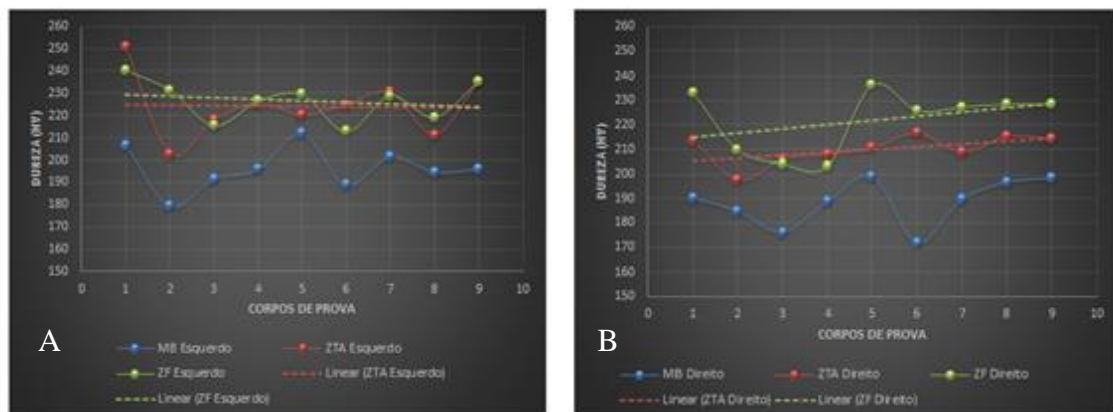 260
250
240
230
220
210
200
190
180
170
160
150
DUREZA (HV)
0 1 2 3 4 5 6 7 8 9 10
CORPOS DE PROVA
A
MB Esquerdo ZTA Esquerdo
ZF Esquerdo Linear (ZTA Esquerdo)
Linear (ZF Esquerdo)
260
250
240
230
220
210
200
190
180
170
160
150
DUREZA (HV)
0 1 2 3 4 5 6 7 8 9 10
CORPOS DE PROVA
B
MB Direito ZTA Direito ZF Direito
Linear (ZTA Direito) Linear (ZF Direito)